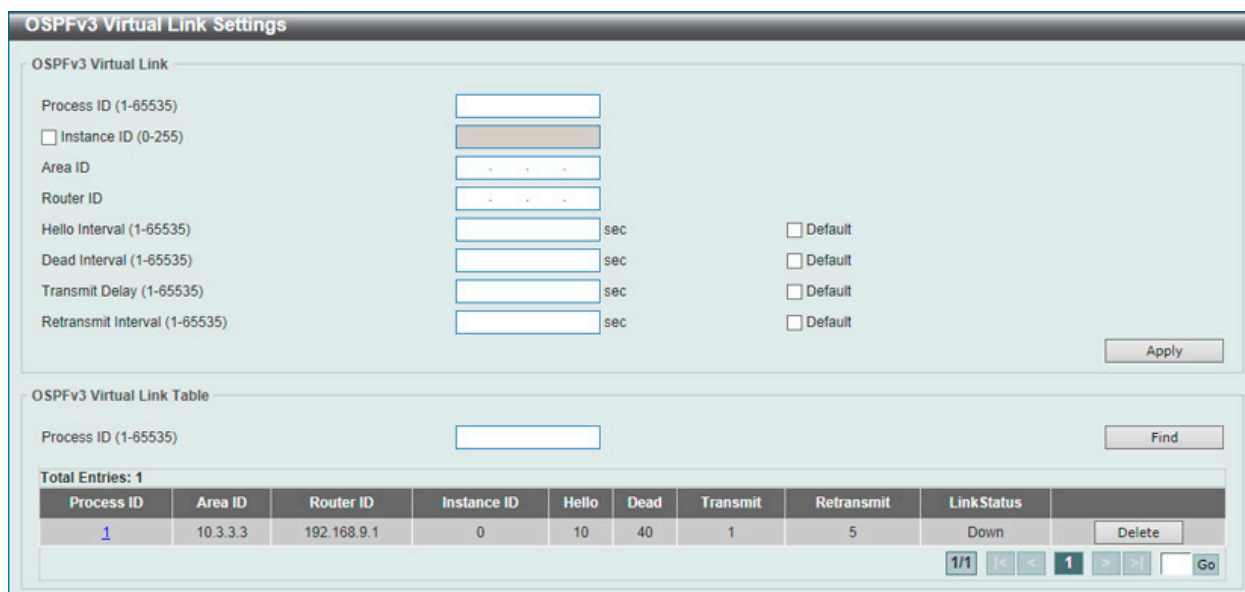 OSPFv3 Virtual Link Settings
OSPFv3 Virtual Link
Process ID (1-65535)
Instance ID (0-255)
Area ID . . .
Router ID . . .
Hello Interval (1-65535) sec Default
Dead Interval (1-65535) sec Default
Transmit Delay (1-65535) sec Default
Retransmit Interval (1-65535) sec Default
Apply
OSPFv3 Virtual Link Table
Process ID (1-65535) Find
Total Entries: 1
Process ID Area ID Router ID Instance ID Hello Dead Transmit Retransmit LinkStatus
1 10.3.3.3 192.168.9.1 0 10 40 1 5 Down Delete
1/1 |< < 1 > >| Go